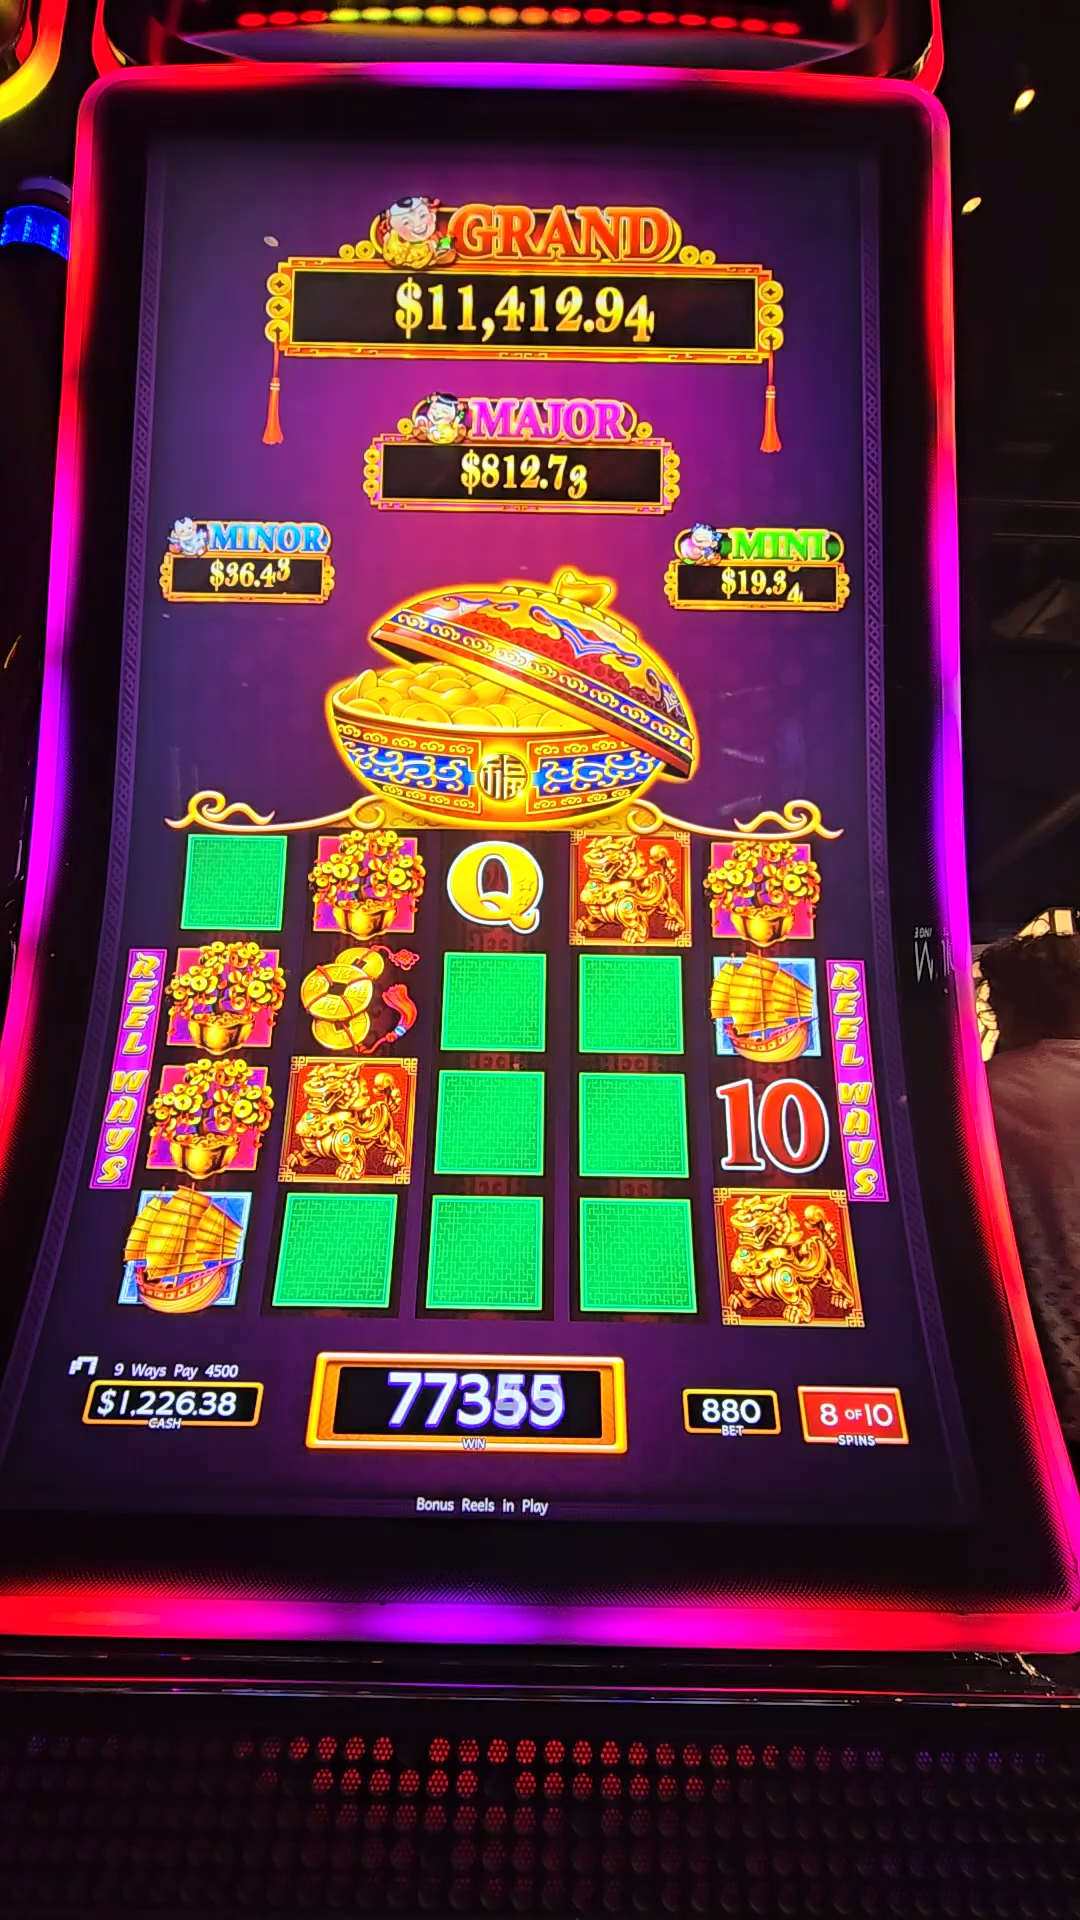 GRAND
$11,412.94
MAJOR
$812.73
MINOR
$36.43
MINI
$19.34
福
Q
REEL WAYS
REEL WAYS
10
9 Ways Pay 4500
$1,226.38
CASH
WIN
880
BET
8 OF 10
SPINS
Bonus Reels in Play